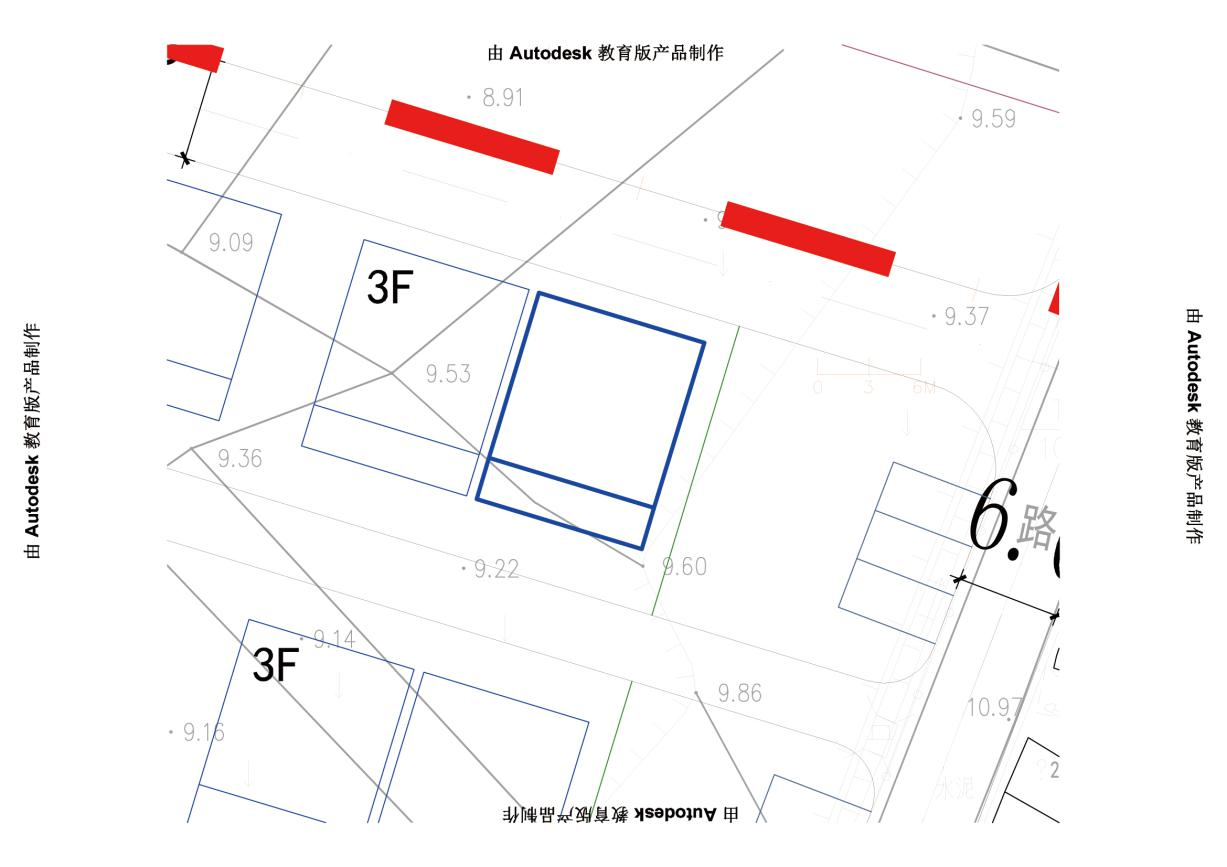 由 Autodesk 教育版产品制作
8.91
9.59
9.09
3F
9.37
9.53
0 3 6M
9.36
6.
路
9.22
9.60
9.14
3F
9.86
10.97
9.16
2
水泥
由 Autodesk 教育版产品制作
由 Autodesk 教育版产品制作
由 Autodesk 教育版产品制作